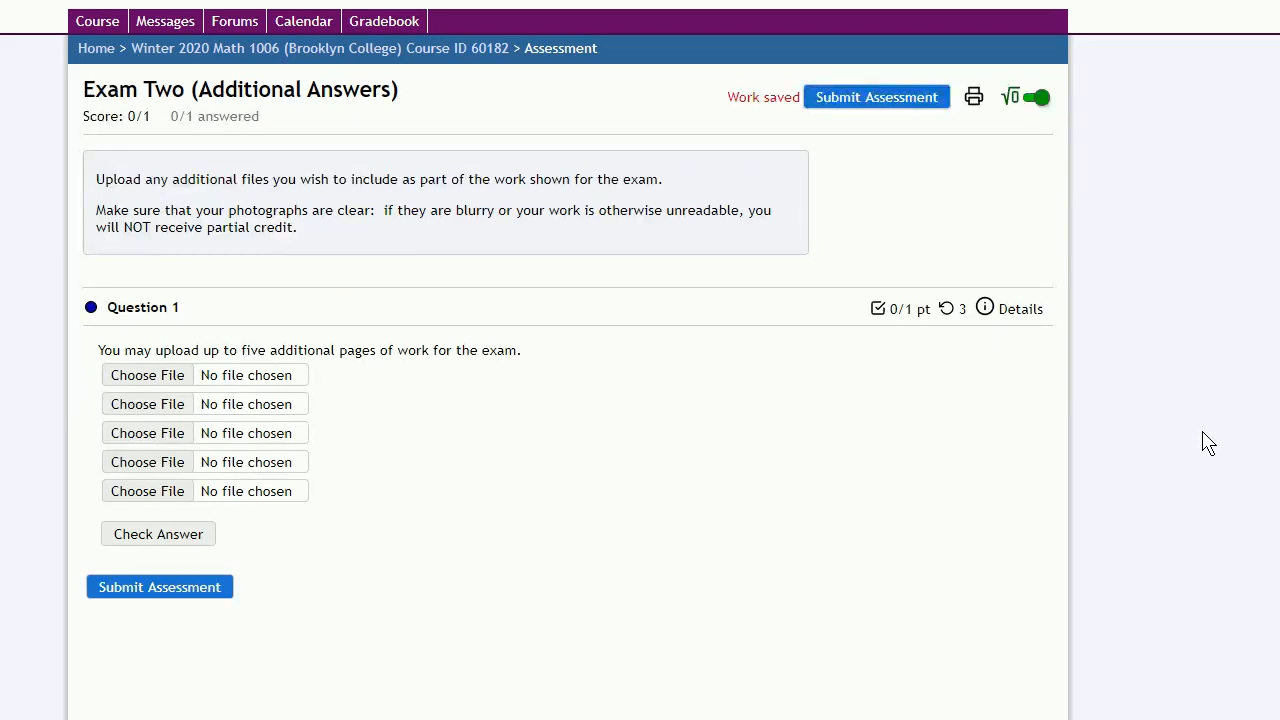 Course Messages Forums Calendar Gradebook
Home > Winter 2020 Math 1006 (Brooklyn College) Course ID 60182 > Assessment
Exam Two (Additional Answers)
Work saved Submit Assessment √0
Score: 0/1 0/1 answered
Upload any additional files you wish to include as part of the work shown for the exam.
Make sure that your photographs are clear: if they are blurry or your work is otherwise unreadable, you
will NOT receive partial credit.
Question 1 0/1 pt 3 Details
You may upload up to five additional pages of work for the exam.
Choose File No file chosen
Choose File No file chosen
Choose File No file chosen
Choose File No file chosen
Choose File No file chosen
Check Answer
Submit Assessment